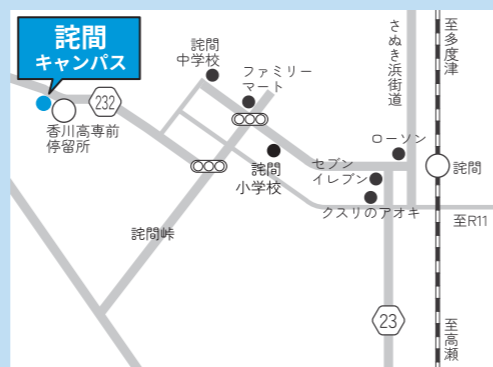 詫間
キャンパス
232
香川高専前
停留所
詫間
中学校
ファミリー
マート
さぬき浜街道
至多度津
ローソン
詫間
セブン
イレブン
詫間
小学校
クスリのアオキ
至R11
詫間峠
23
至高瀬